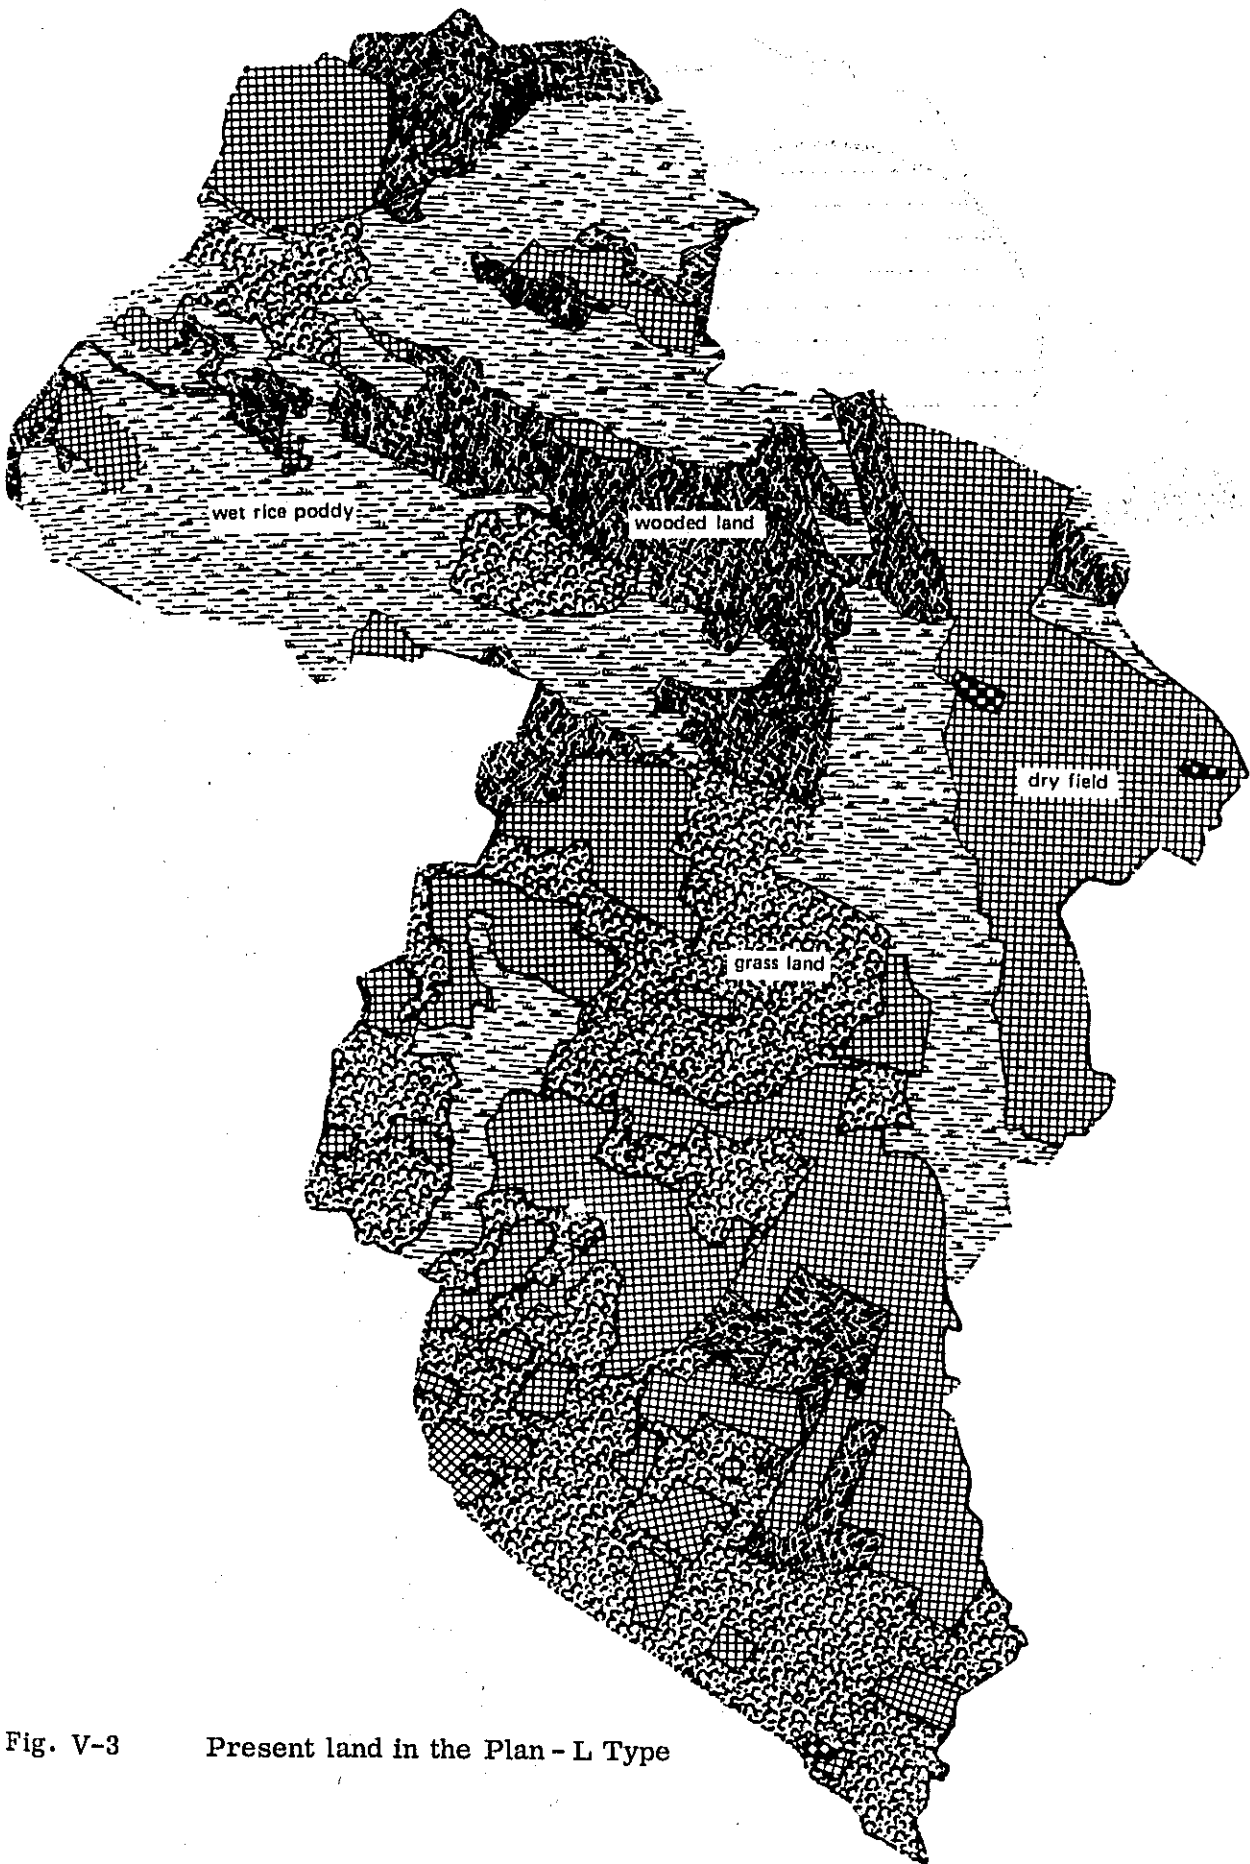 wet rice poddy
wooded land
dry field
grass land
Fig. V-3 Present land in the Plan - L Type